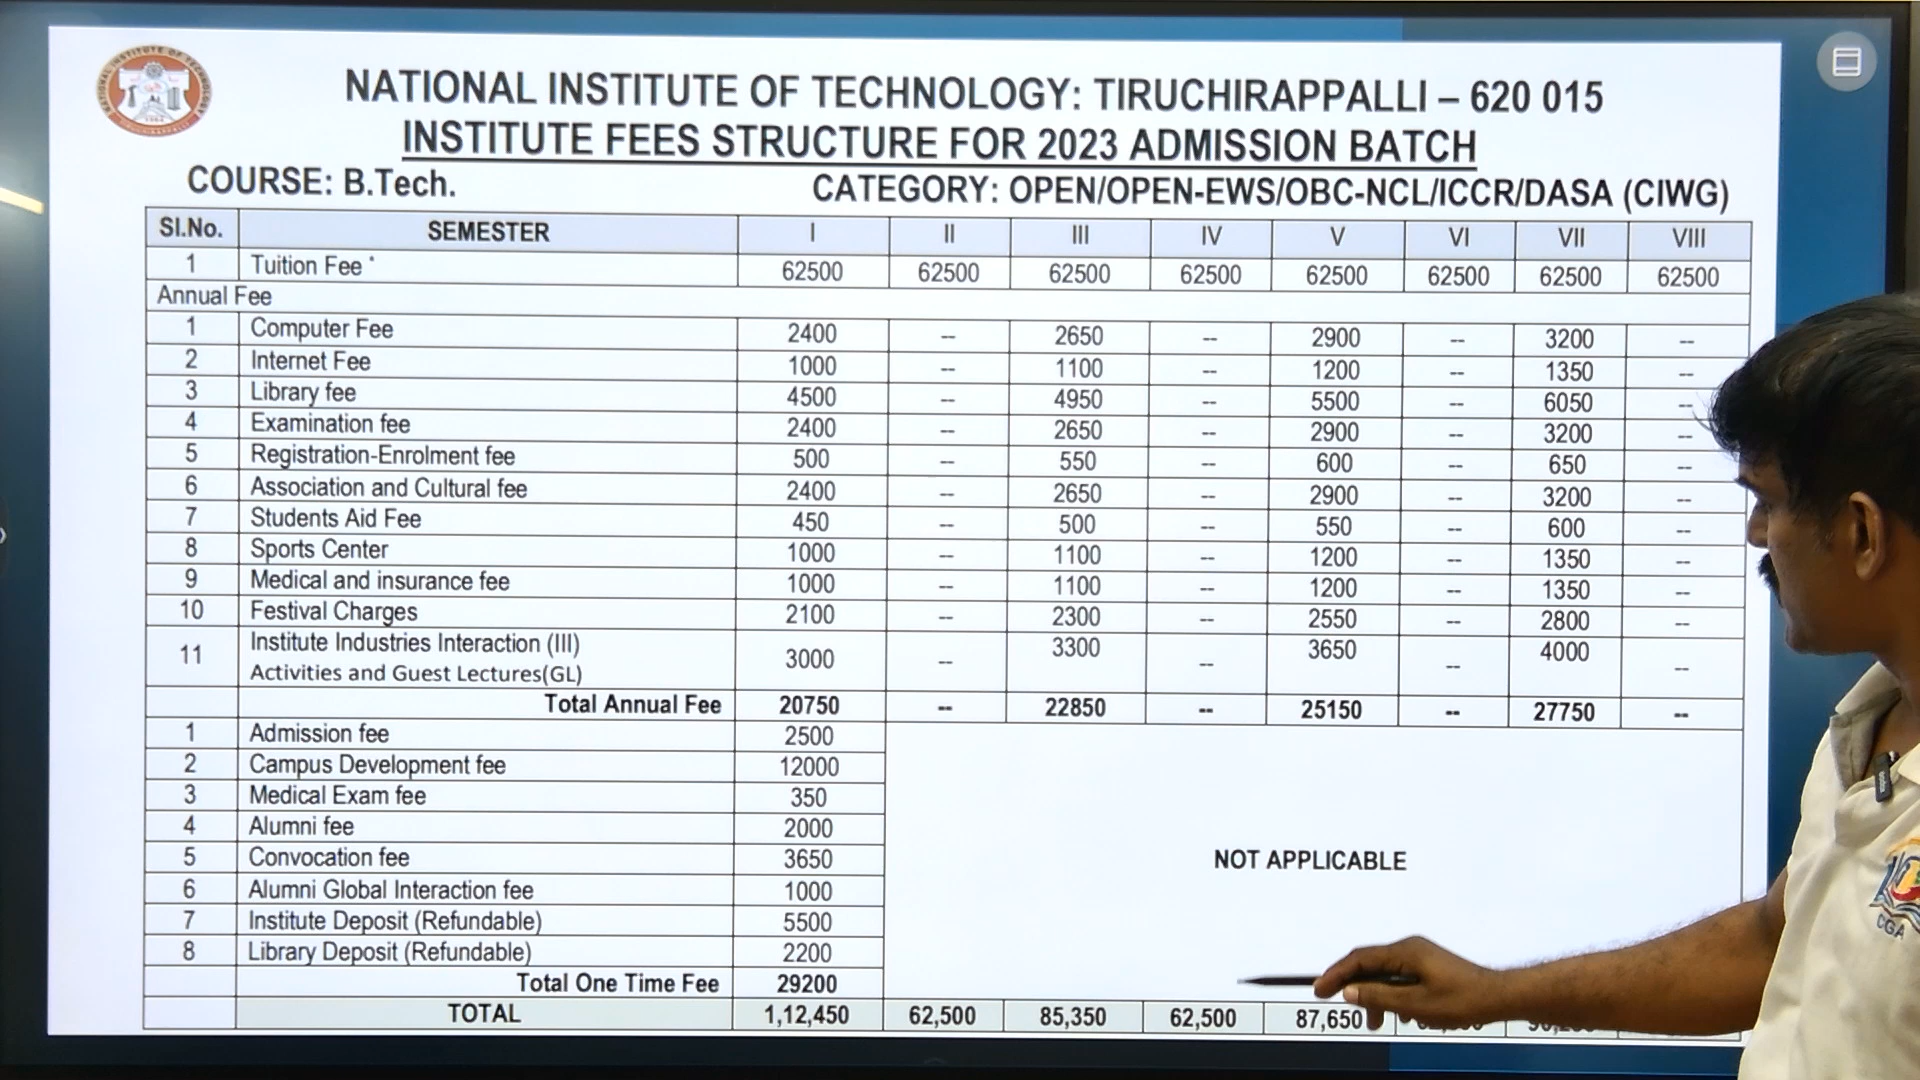 NATIONAL INSTITUTE OF TECHNOLOGY: TIRUCHIRAPPALLI – 620 015
INSTITUTE FEES STRUCTURE FOR 2023 ADMISSION BATCH
COURSE: B.Tech. CATEGORY: OPEN/OPEN-EWS/OBC-NCL/ICCR/DASA (CIWG)
Sl.No. SEMESTER I II III IV V VI VII VIII
1 Tuition Fee * 62500 62500 62500 62500 62500 62500 62500 62500
Annual Fee
1 Computer Fee 2400 -- 2650 -- 2900 -- 3200 --
2 Internet Fee 1000 -- 1100 -- 1200 -- 1350 --
3 Library fee 4500 -- 4950 -- 5500 -- 6050 --
4 Examination fee 2400 -- 2650 -- 2900 -- 3200 --
5 Registration-Enrolment fee 500 -- 550 -- 600 -- 650 --
6 Association and Cultural fee 2400 -- 2650 -- 2900 -- 3200 --
7 Students Aid Fee 450 -- 500 -- 550 -- 600 --
8 Sports Center 1000 -- 1100 -- 1200 -- 1350 --
9 Medical and insurance fee 1000 -- 1100 -- 1200 -- 1350 --
10 Festival Charges 2100 -- 2300 -- 2550 -- 2800 --
11 Institute Industries Interaction (III)
Activities and Guest Lectures(GL) 3000 -- 3300 -- 3650 -- 4000 --
Total Annual Fee 20750 -- 22850 -- 25150 -- 27750 --
1 Admission fee 2500
2 Campus Development fee 12000
3 Medical Exam fee 350
4 Alumni fee 2000
5 Convocation fee 3650
NOT APPLICABLE
6 Alumni Global Interaction fee 1000
7 Institute Deposit (Refundable) 5500
8 Library Deposit (Refundable) 2200
Total One Time Fee 29200
TOTAL 1,12,450 62,500 85,350 62,500 87,650
CGA